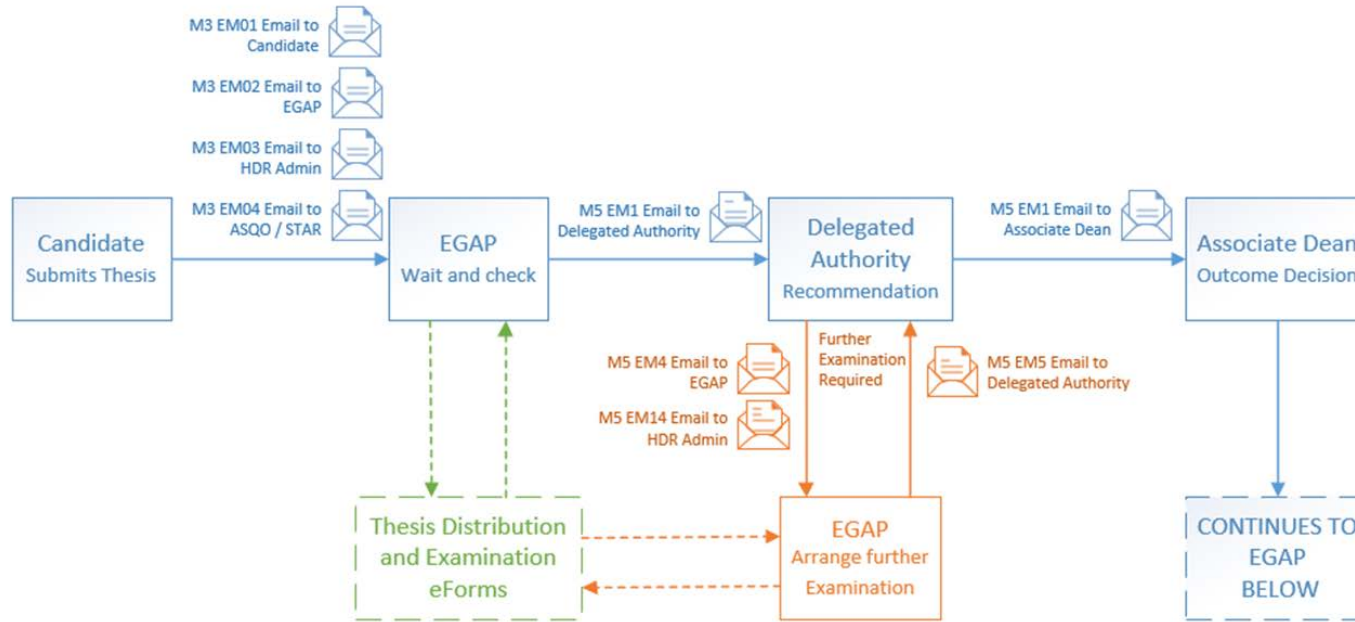 M3 EM01 Email to
Candidate
M3 EM02 Email to
EGAP
M3 EM03 Email to
HDR Admin
M3 EM04 Email to
ASQO / STAR
Candidate
Submits Thesis
EGAP
Wait and check
M5 EM1 Email to
Delegated Authority
Delegated
Authority
Recommendation
M5 EM1 Email to
Associate Dean
Associate Dean
Outcome Decision
M5 EM4 Email to
EGAP
M5 EM14 Email to
HDR Admin
Further
Examination
Required
M5 EM5 Email to
Delegated Authority
Thesis Distribution
and Examination
eForms
EGAP
Arrange further
Examination
CONTINUES TO
EGAP
BELOW